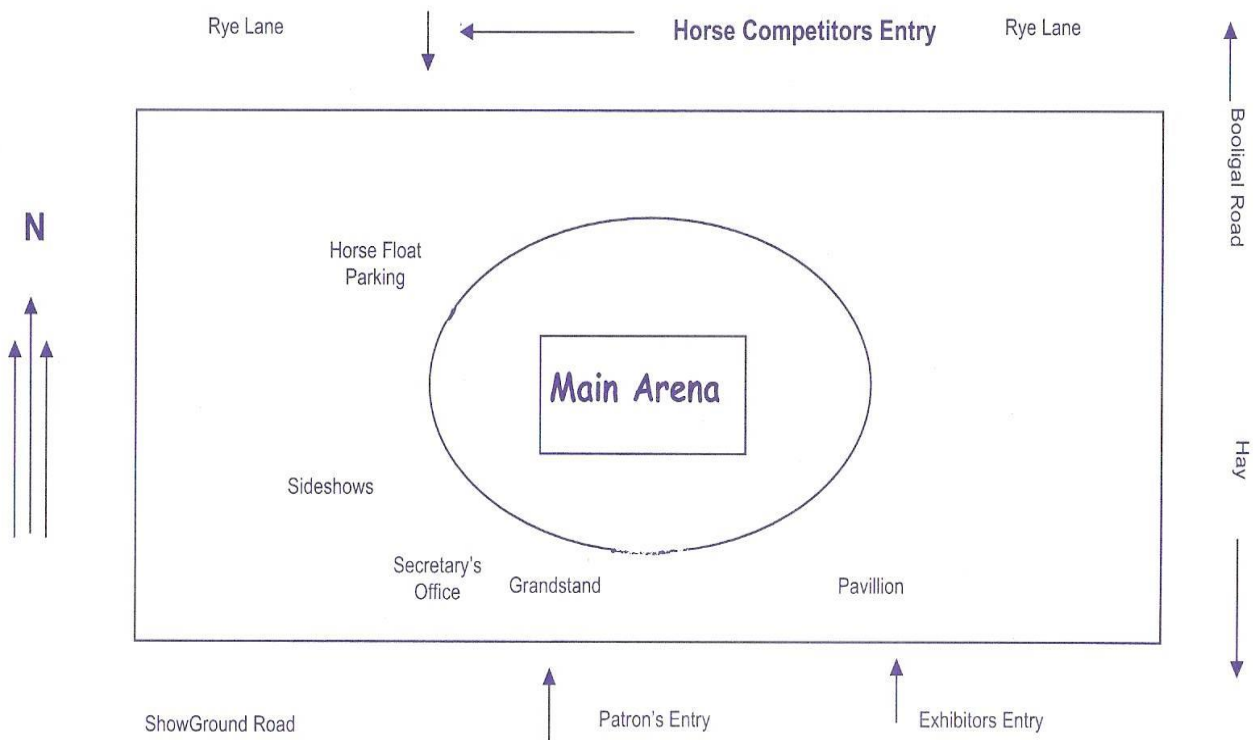 Rye Lane
Horse Competitors Entry
Rye Lane
Booligal Road
N
Horse Float
Parking
Main Arena
Hay
Sideshows
Secretary's
Office
Grandstand
Pavillion
ShowGround Road
Patron's Entry
Exhibitors Entry